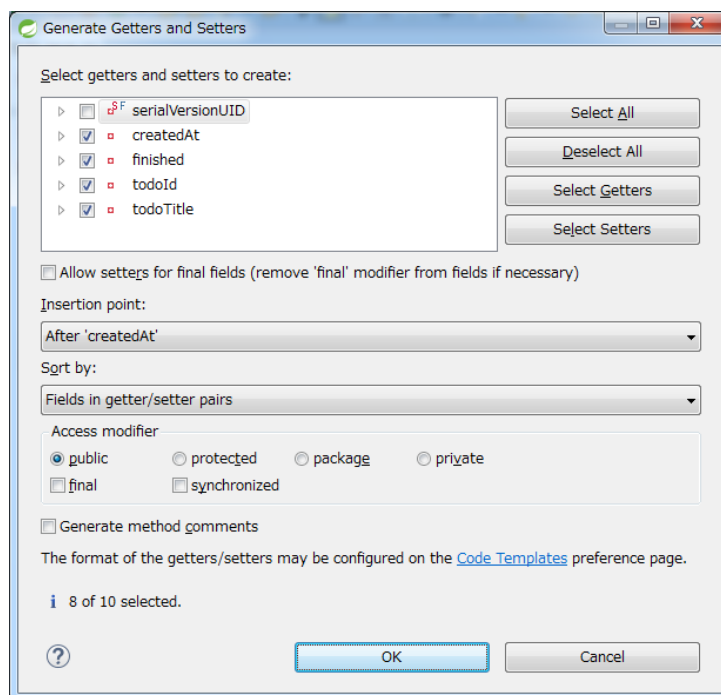 Generate Getters and Setters
Select getters and setters to create:
S F serialVersionUID
createdAt
finished
todoId
todoTitle
Select All
Deselect All
Select Getters
Select Setters
Allow setters for final fields (remove 'final' modifier from fields if necessary)
Insertion point:
After 'createdAt'
Sort by:
Fields in getter/setter pairs
Access modifier
public protected package private
final synchronized
Generate method comments
The format of the getters/setters may be configured on the Code Templates preference page.
i 8 of 10 selected.
? OK Cancel